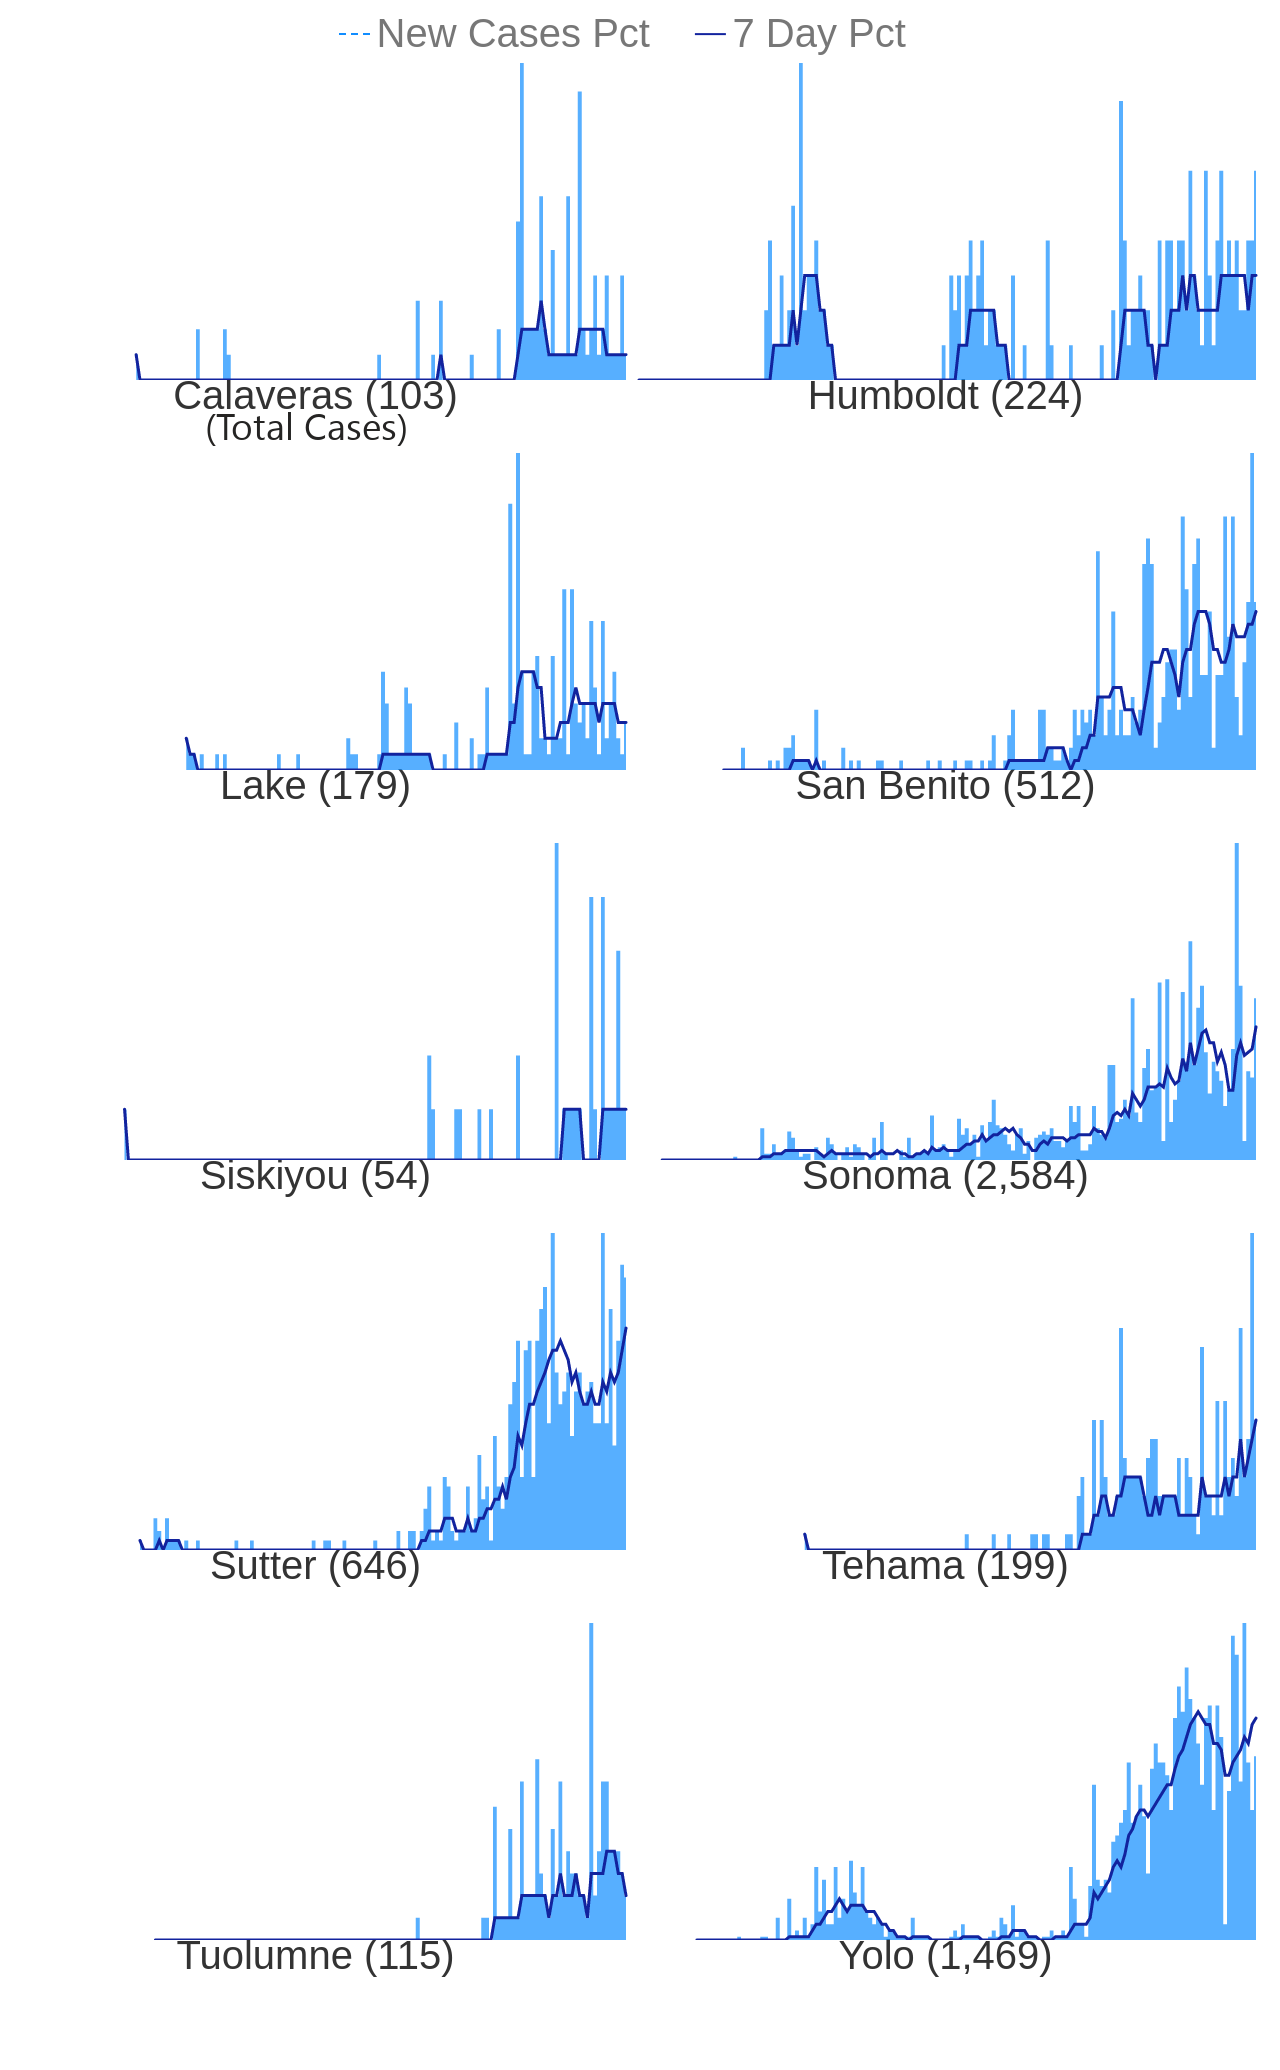 New Cases Pct 7 Day Pct
Calaveras (103) Humboldt (224)
(Total Cases)
Lake (179) San Benito (512)
Siskiyou (54) Sonoma (2,584)
Sutter (646) Tehama (199)
Tuolumne (115) Yolo (1,469)